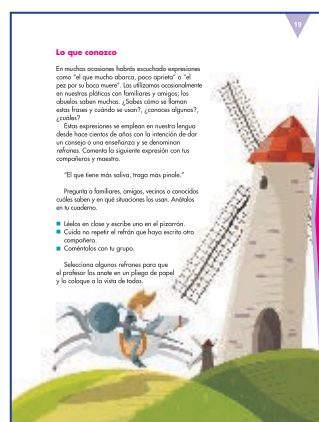 19
Lo que conozco
En muchas ocasiones habrás escuchado expresiones
como "el que mucho abarca, poco aprieta" o "el
pez por su boca muere". Las utilizamos ocasionalmente
en nuestras pláticas con familiares y amigos; los
abuelos saben muchas. ¿Sabes cómo se llaman
estas frases y cuándo se usan?, ¿conoces algunas?,
¿cuáles?
Estas expresiones se emplean en nuestra lengua
desde hace cientos de años con la intención de dar
un consejo o una enseñanza y se denominan
refranes. Comenta la siguiente expresión con tus
compañeros y maestro.
"El que tiene más saliva, traga más pinole."
Pregunta a familiares, amigos, vecinos o conocidos
cuáles saben y en qué situaciones los usan. Anótalos
en tu cuaderno.
Léelos en clase y escribe uno en el pizarrón.
Cuida no repetir el refrán que haya escrito otro
compañero.
Coméntalos con tu grupo.
Selecciona algunos refranes para que
el profesor los anote en un pliego de papel
y lo coloque a la vista de todos.